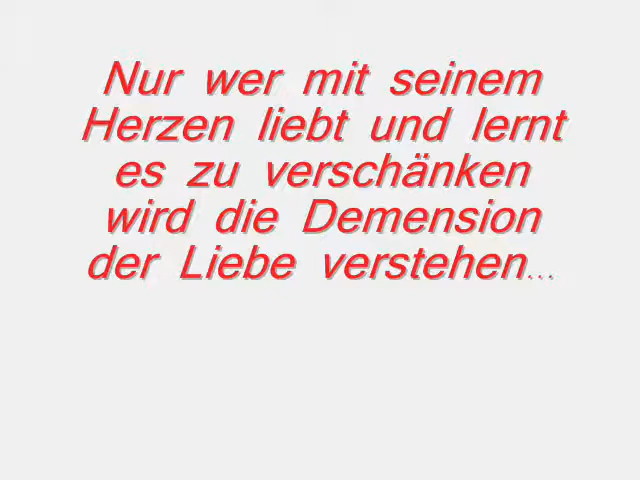 Nur wer mit seinem
Herzen liebt und lernt
es zu verschänken
wird die Demension
der Liebe verstehen...